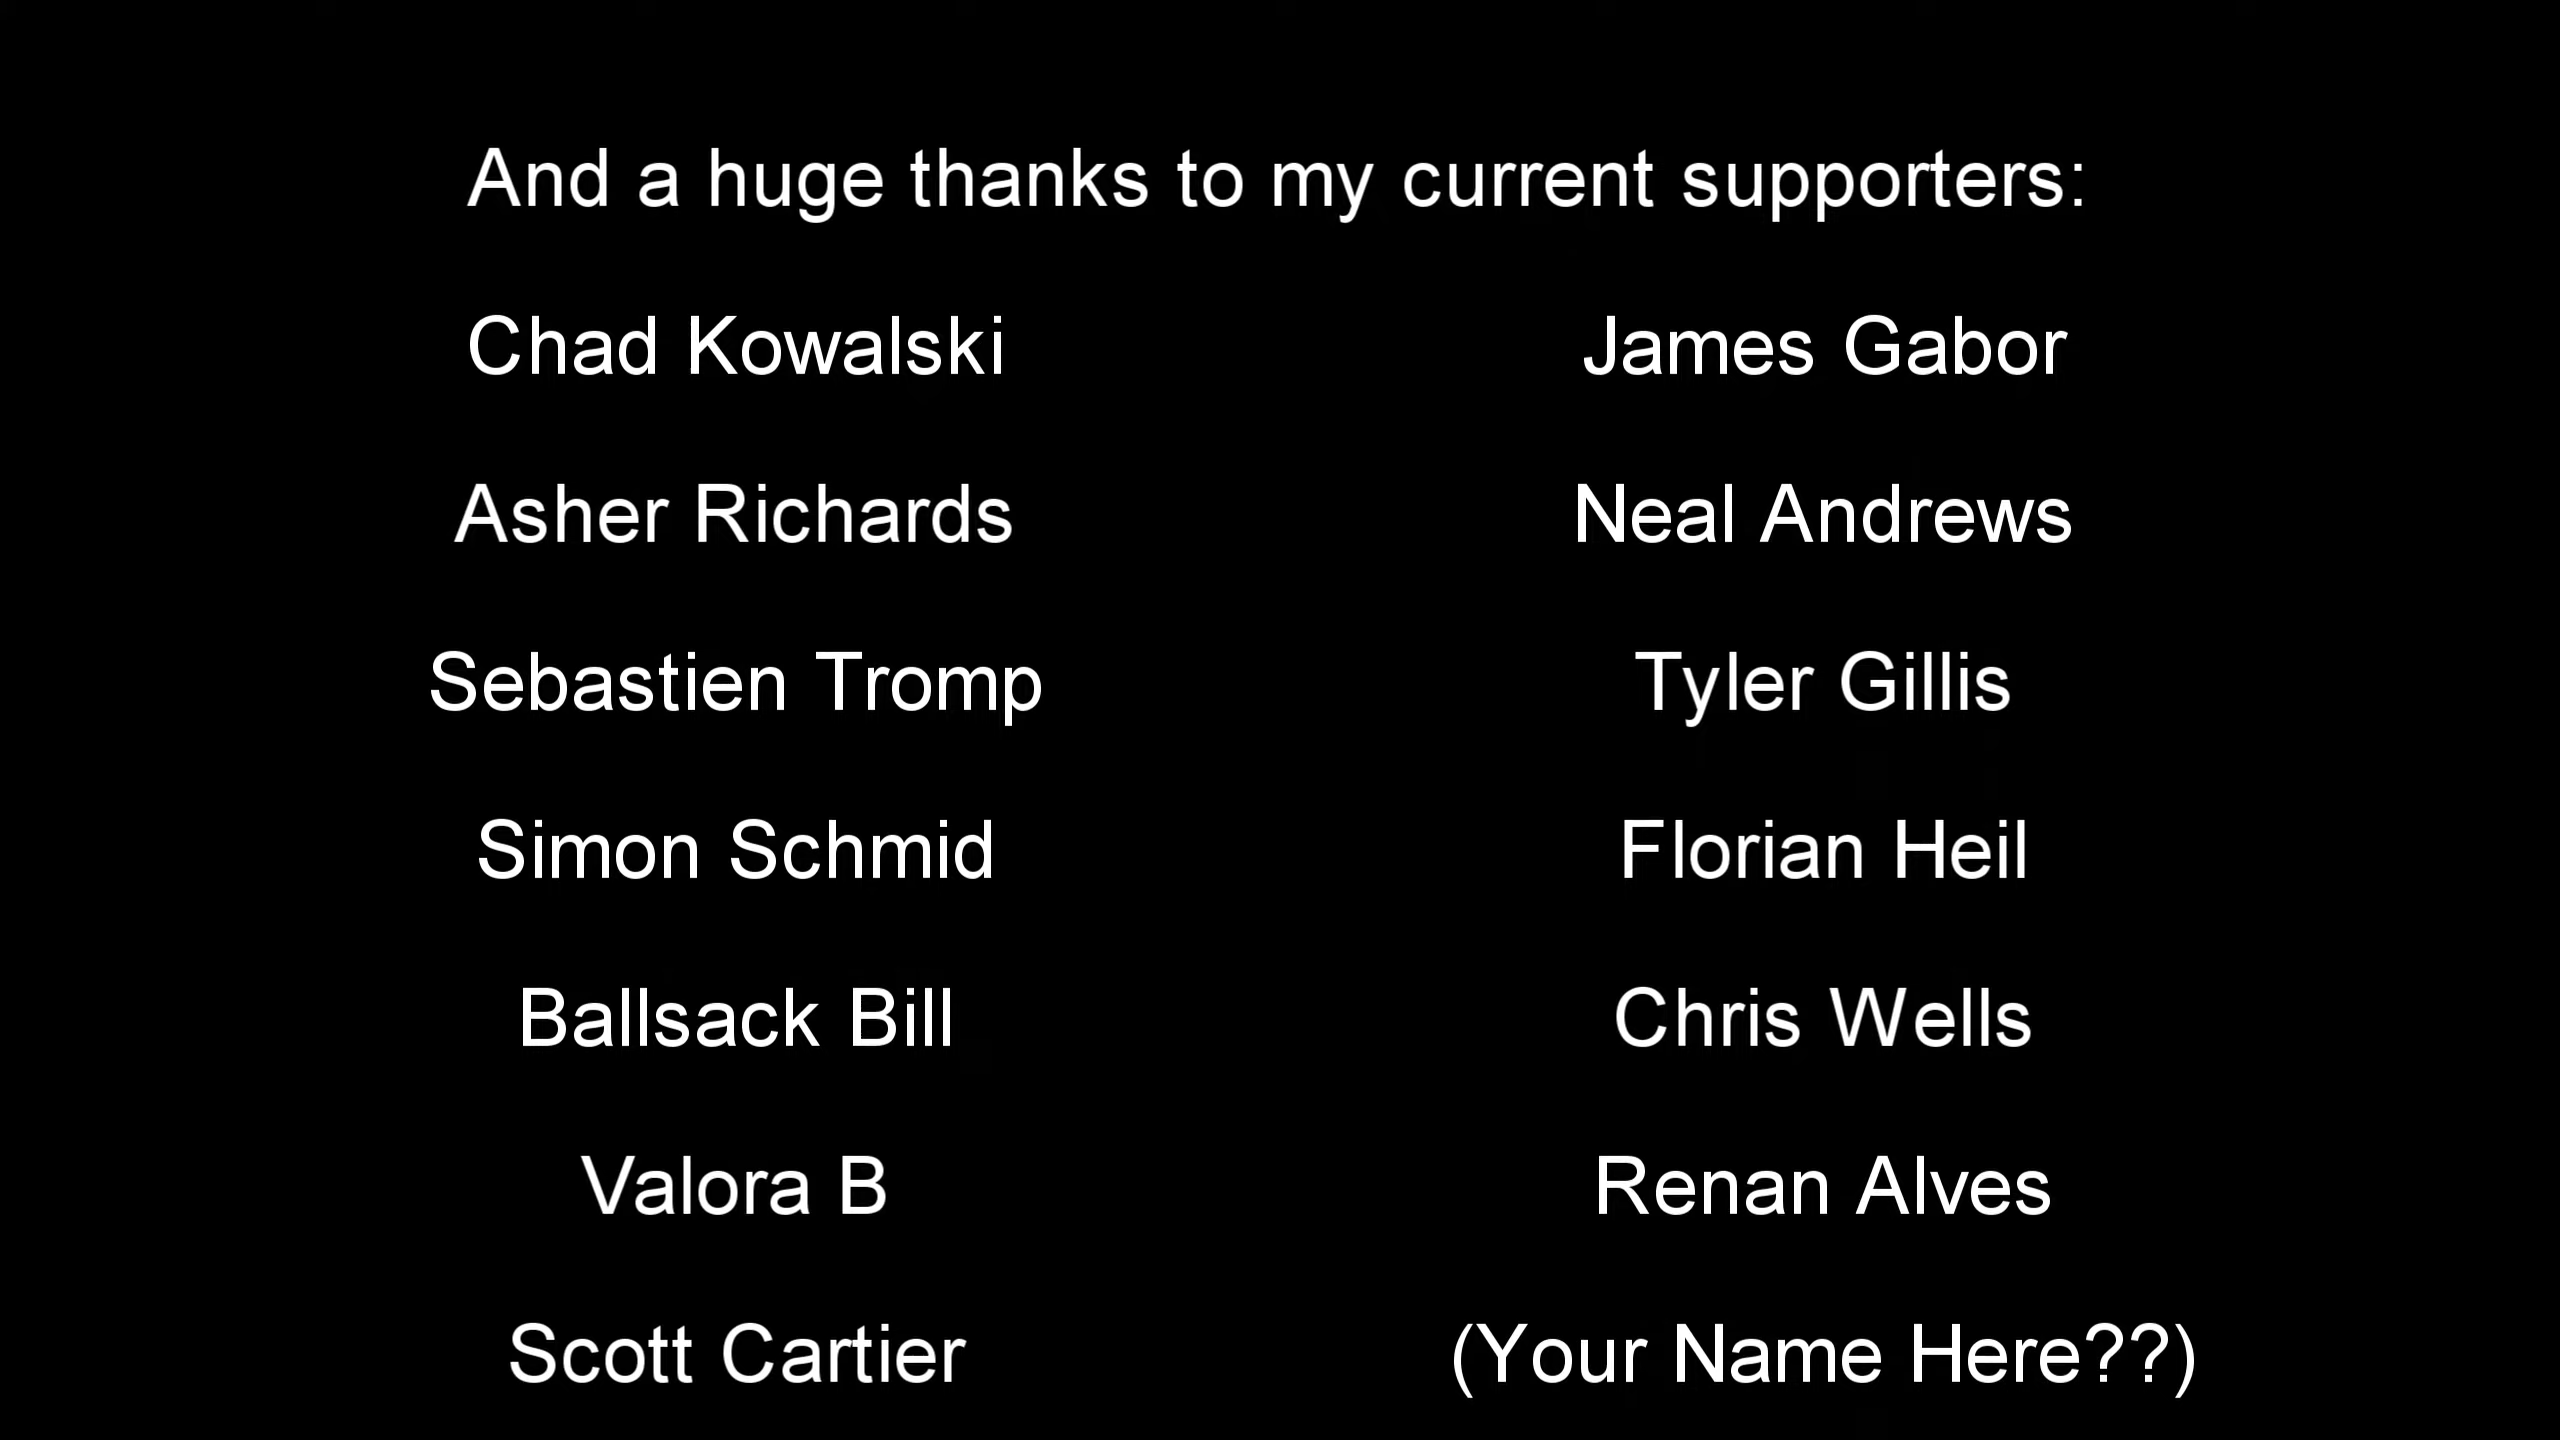 And a huge thanks to my current supporters:
Chad Kowalski
James Gabor
Asher Richards
Neal Andrews
Sebastien Tromp
Tyler Gillis
Simon Schmid
Florian Heil
Ballsack Bill
Chris Wells
Valora B
Renan Alves
Scott Cartier
(Your Name Here??)